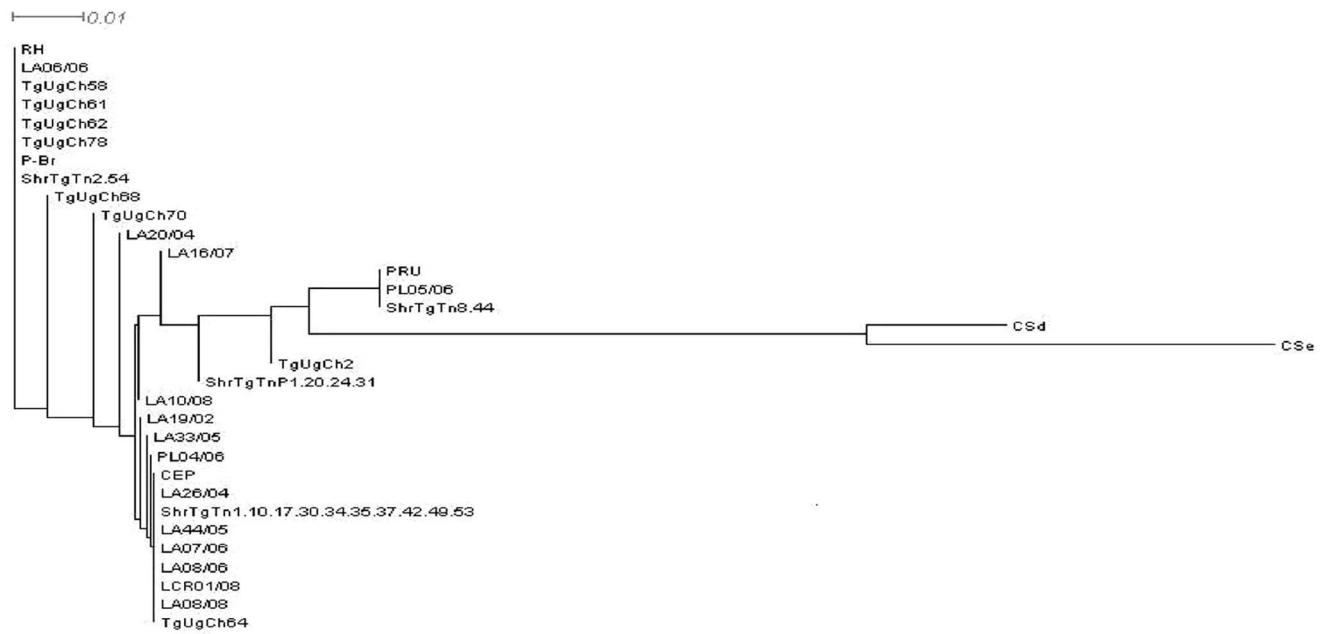 0.01
RH
LA06/06
TgUgCh58
TgUgCh61
TgUgCh62
TgUgCh78
P-Br
ShrTgTn2.54
TgUgCh68
TgUgCh70
LA20/04
LA16/07
PRU
PL05/06
ShrTgTn8.44
CSd
CSe
TgUgCh2
ShrTgTnP1.20.24.31
LA10/08
LA19/02
LA33/05
PL04/06
CEP
LA26/04
ShrTgTn1.10.17.30.34.35.37.42.49.53
LA44/05
LA07/06
LA08/06
LCR01/08
LA08/08
TgUgCh64